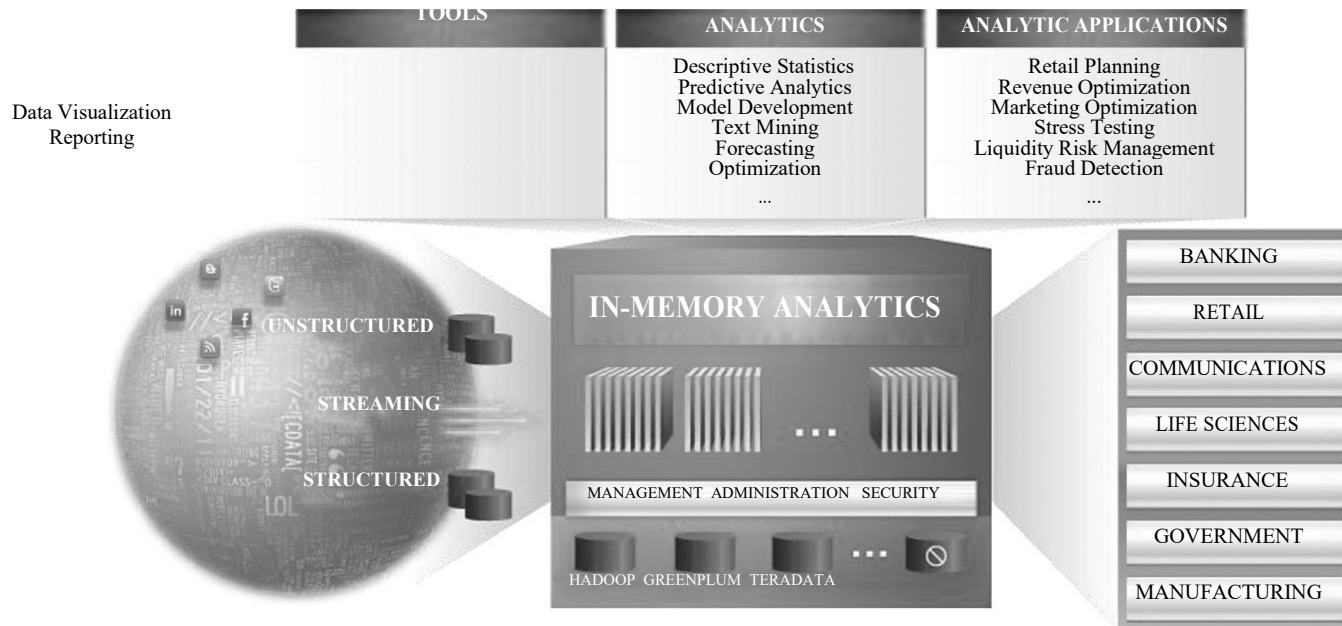 TOOLS
ANALYTICS
ANALYTIC APPLICATIONS
Data Visualization
Reporting
Descriptive Statistics
Predictive Analytics
Model Development
Text Mining
Forecasting
Optimization
...
Retail Planning
Revenue Optimization
Marketing Optimization
Stress Testing
Liquidity Risk Management
Fraud Detection
...
UNSTRUCTURED
STREAMING
STRUCTURED
//<[CDATA[
LOL
IN-MEMORY ANALYTICS
...
MANAGEMENT ADMINISTRATION SECURITY
...
HADOOP GREENPLUM TERADATA
BANKING
RETAIL
COMMUNICATIONS
LIFE SCIENCES
INSURANCE
GOVERNMENT
MANUFACTURING